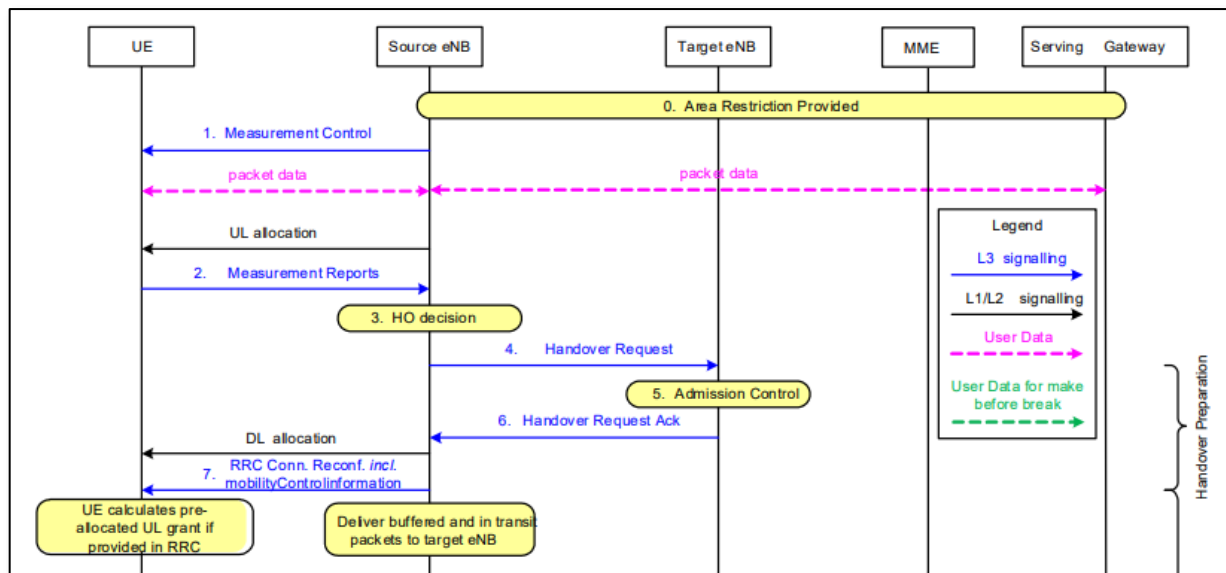 UE
Source eNB
Target eNB
MME
Serving Gateway
0. Area Restriction Provided
1. Measurement Control
packet data
packet data
UL allocation
Legend
2. Measurement Reports
L3 signalling
3. HO decision
L1/L2 signalling
4. Handover Request
User Data
5. Admission Control
User Data for make
before break
6. Handover Request Ack
DL allocation
7. RRC Conn. Reconf. incl.
mobilityControlinformation
Handover Preparation
UE calculates pre-
allocated UL grant if
provided in RRC
Deliver buffered and in transit
packets to target eNB